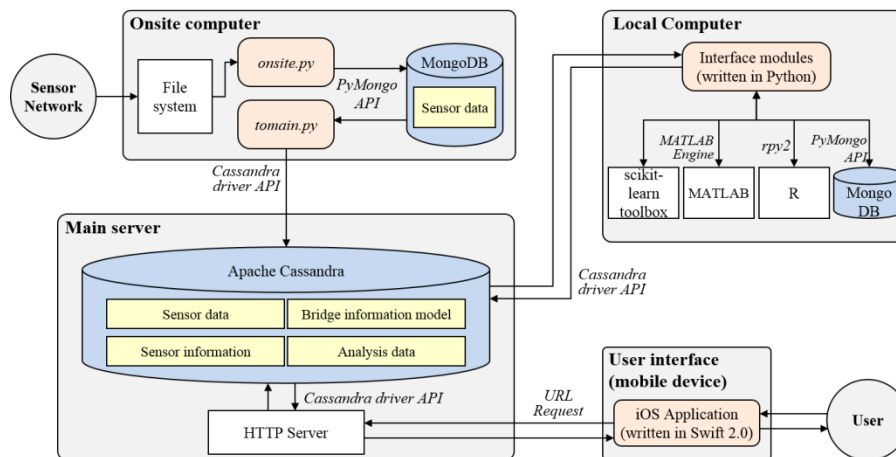 Onsite computer
Sensor
Network
File
system
onsite.py
PyMongo
API
MongoDB
Sensor data
tomain.py
Cassandra
driver API
Local Computer
Interface modules
(written in Python)
MATLAB
Engine
rpy2
PyMongo
API
scikit-
learn
toolbox
MATLAB
R
Mongo
DB
Main server
Apache Cassandra
Sensor data
Bridge information model
Sensor information
Analysis data
Cassandra
driver API
Cassandra driver API
HTTP Server
URL
Request
User interface
(mobile device)
iOS Application
(written in Swift 2.0)
User